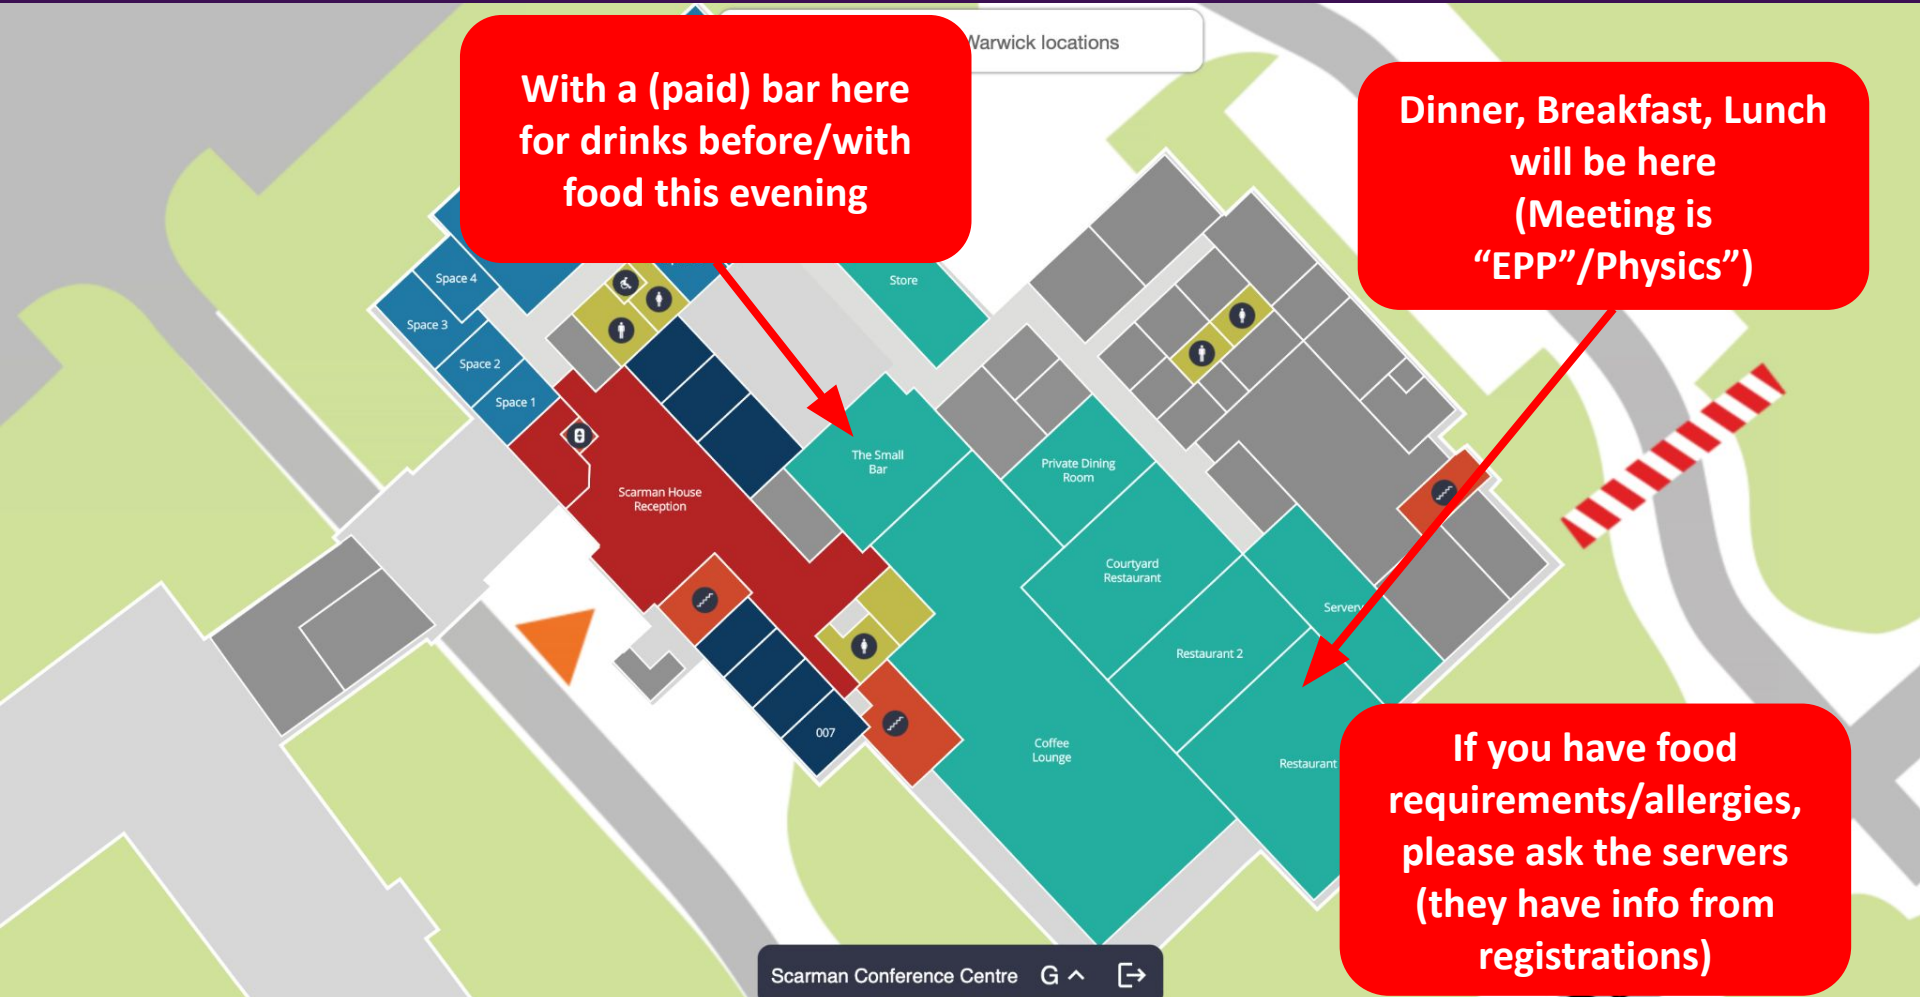 Warwick locations
With a (paid) bar here
for drinks before/with
food this evening
Dinner, Breakfast, Lunch
will be here
(Meeting is
“EPP”/Physics”)
Space 4
Space 3
Space 2
Space 1
Store
The Small
Bar
Private Dining
Room
Scarman House
Reception
Courtyard
Restaurant
Servery
Restaurant 2
007
Coffee
Lounge
Restaurant
If you have food
requirements/allergies,
please ask the servers
(they have info from
registrations)
Scarman Conference Centre G